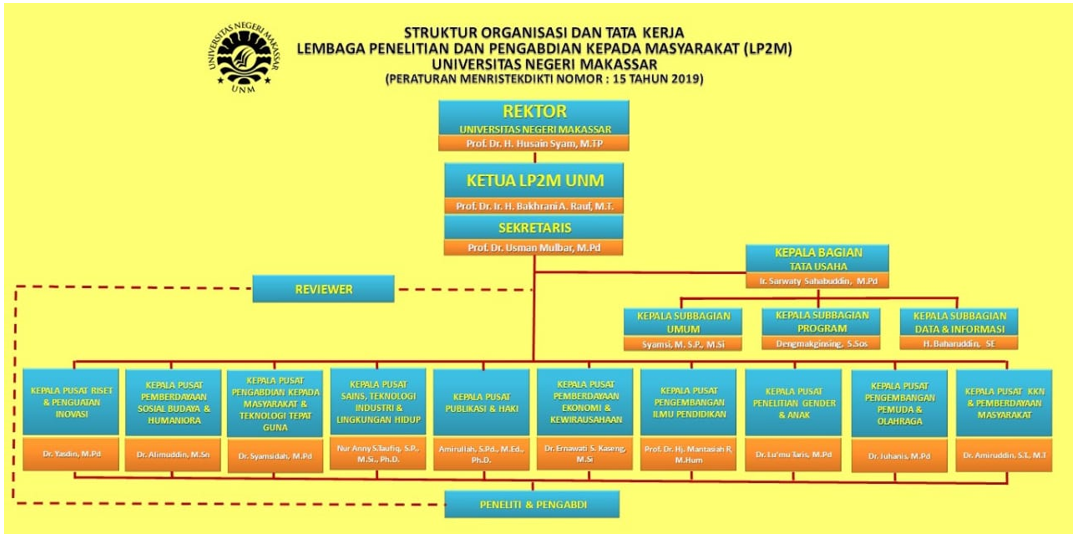 UNIVERSITAS NEGERI MAKASSAR
UNM
STRUKTUR ORGANISASI DAN TATA KERJA
LEMBAGA PENELITIAN DAN PENGABDIAN KEPADA MASYARAKAT (LP2M)
UNIVERSITAS NEGERI MAKASSAR
(PERATURAN MENRISTEKDIKTI NOMOR : 15 TAHUN 2019)
REKTOR
UNIVERSITAS NEGERI MAKASSAR
Prof. Dr. H. Husain Syam, M.TP
KETUA LP2M UNM
Prof. Dr. Ir. H. Bakhrani A. Rauf, M.T.
SEKRETARIS
Prof. Dr. Usman Mulbar, M.Pd
KEPALA BAGIAN
TATA USAHA
Ir. Sarwaty Sahabuddin, M.Pd
REVIEWER
KEPALA SUBBAGIAN
UMUM
Syamsi, M. S.P., M.Si
KEPALA SUBBAGIAN
PROGRAM
Dengmakginsing, S.Sos
KEPALA SUBBAGIAN
DATA & INFORMASI
H. Baharuddin, SE
KEPALA PUSAT RISET
& PENGUATAN
INOVASI
Dr. Yasdin, M.Pd
KEPALA PUSAT
PEMBERDAYAAN
SOSIAL BUDAYA &
HUMANIORA
Dr. Alimuddin, M.Sn
KEPALA PUSAT
PENGABDIAN KEPADA
MASYARAKAT &
TEKNOLOGI TEPAT
GUNA
Dr. Syamsidah, M.Pd
KEPALA PUSAT
SAINS, TEKNOLOGI
INDUSTRI &
LINGKUNGAN HIDUP
Nur Anny S.Taufiq, S.P.,
M.Si., Ph.D.
KEPALA PUSAT
PUBLIKASI & HAKI
Amirullah, S.Pd., M.Ed.,
Ph.D.
KEPALA PUSAT
PEMBERDAYAAN
EKONOMI &
KEWIRAUSAHAAN
Dr. Ernawati S. Kaseng,
M.Si
KEPALA PUSAT
PENGEMBANGAN
ILMU PENDIDIKAN
Prof. Dr. Hj. Mantasiah R,
M.Hum
KEPALA PUSAT
PENELITIAN GENDER
& ANAK
Dr. Lu'mu Taris, M.Pd
KEPALA PUSAT
PENGEMBANGAN
PEMUDA &
OLAHRAGA
Dr. Juhanis, M.Pd
KEPALA PUSAT KKN
& PEMBERDAYAAN
MASYARAKAT
Dr. Amiruddin, S.T., M.T
PENELITI & PENGABDI